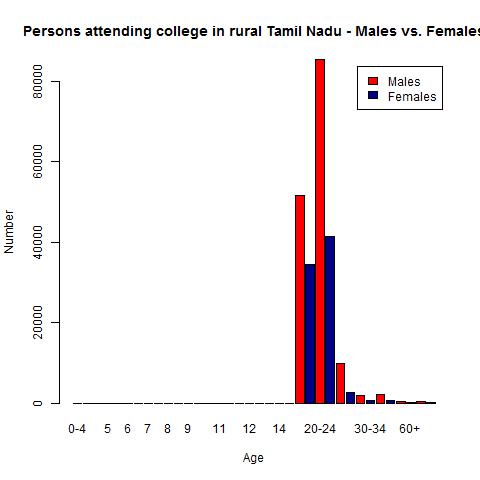 Persons attending college in rural Tamil Nadu - Males vs. Females
Males
Females
80000
60000
40000
20000
0
Number
0-4 5 6 7 8 9 11 12 14 20-24 30-34 60+
Age